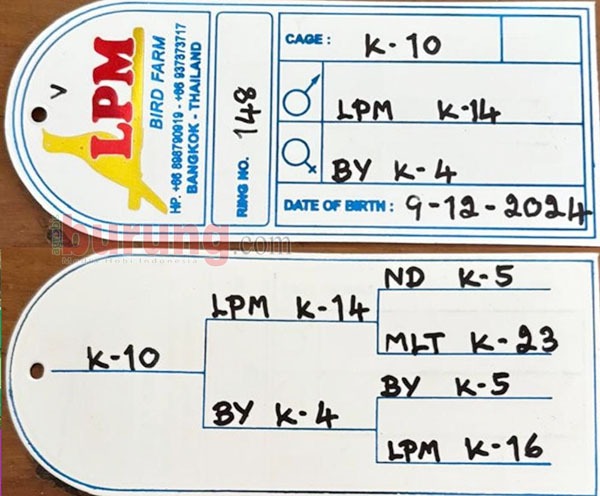 V
LPM
BIRD FARM
HP. +66 898790919 - +66 937373717
BANGKOK - THAILAND
RING NO. 148
CAGE : K-10
♂ LPM K-14
♀ BY K-4
DATE OF BIRTH : 9-12-2024
burung.com
K-10
LPM K-14
BY K-4
ND K-5
MLT K-23
BY K-5
LPM K-16